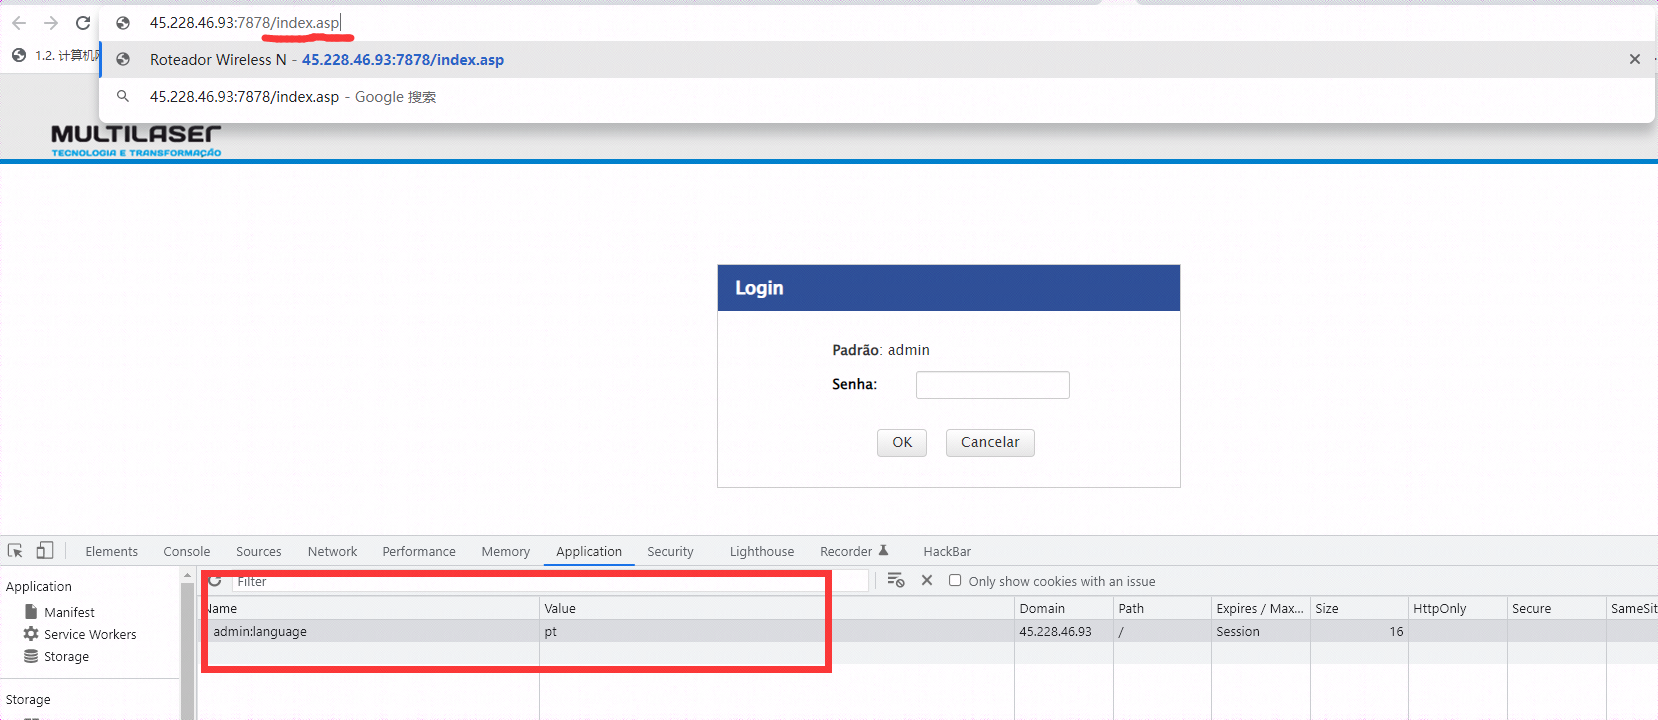 45.228.46.93:7878/index.asp
1.2. 计算机
Roteador Wireless N - 45.228.46.93:7878/index.asp
45.228.46.93:7878/index.asp - Google 搜索
MULTILASER
TECNOLOGIA E TRANSFORMAÇÃO
Login
Padrão: admin
Senha:
OK Cancelar
Elements Console Sources Network Performance Memory Application Security Lighthouse Recorder HackBar
Application
Filter
Only show cookies with an issue
Name Value Domain Path Expires / Max... Size HttpOnly Secure SameSit
Manifest
admin:language pt 45.228.46.93 / Session 16
Service Workers
Storage
Storage